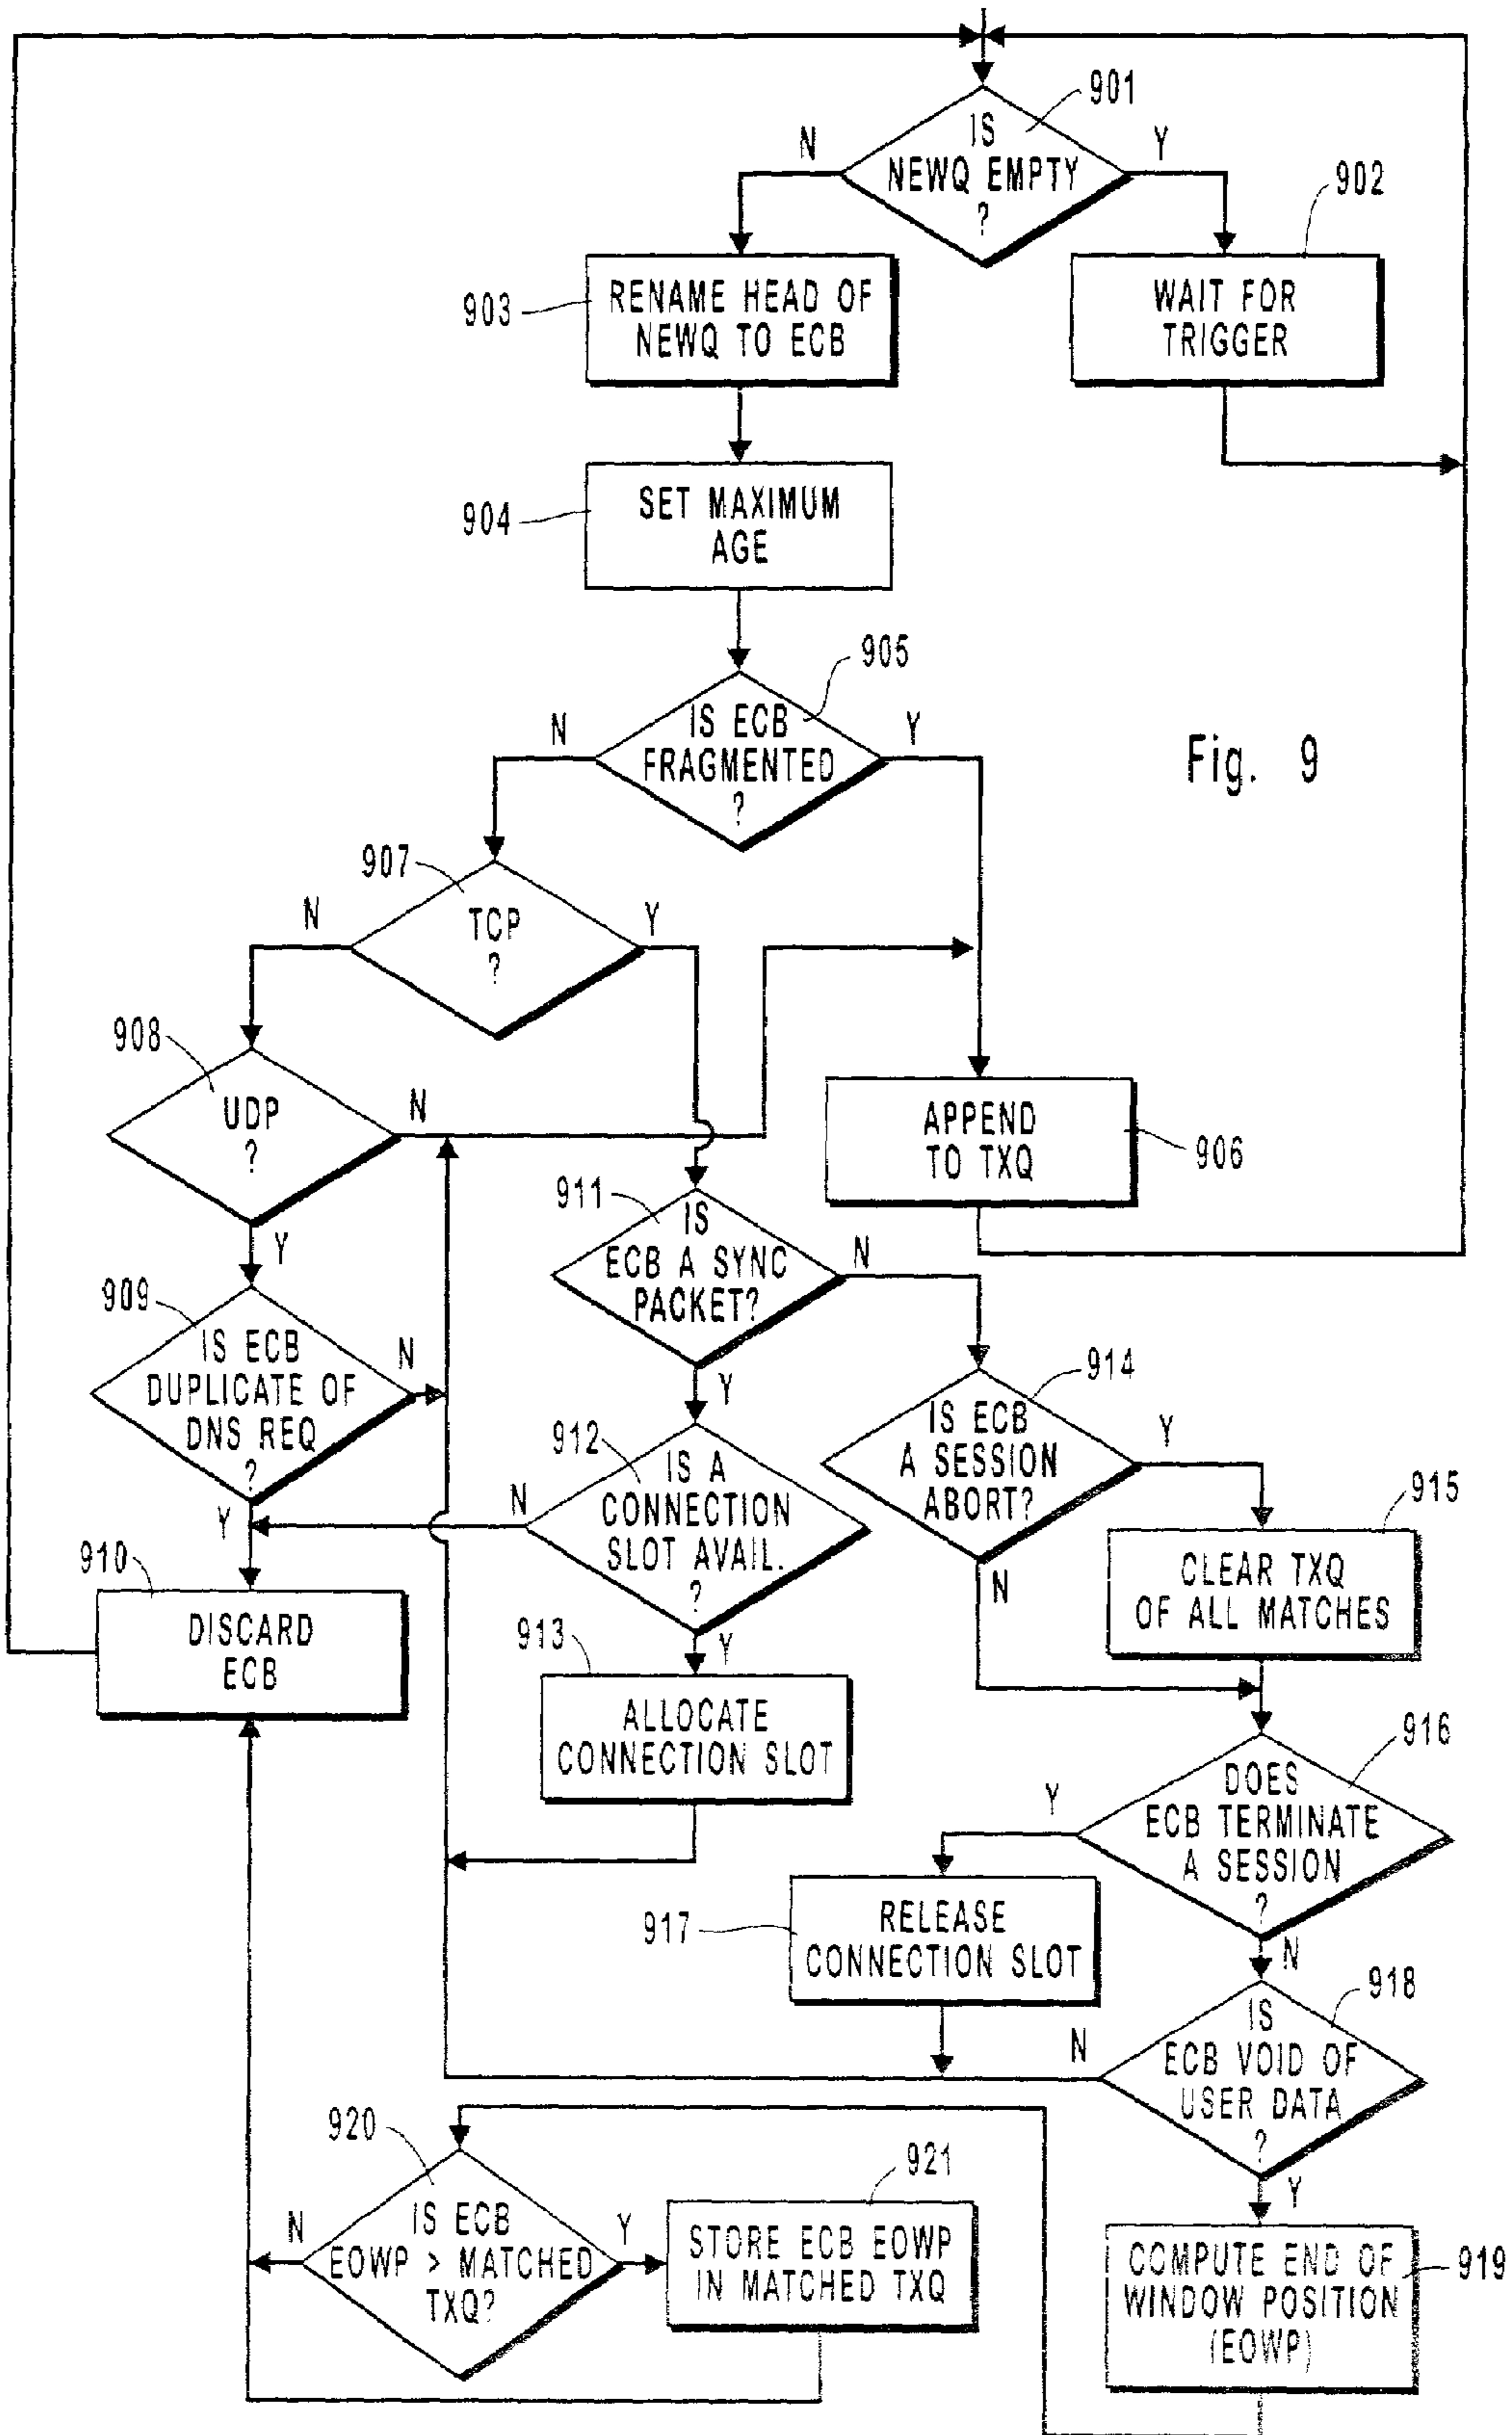 901
IS
NEWQ EMPTY
?
N
Y
902
903
RENAME HEAD OF
NEWQ TO ECB
WAIT FOR
TRIGGER
904
SET MAXIMUM
AGE
905
IS ECB
FRAGMENTED
?
N
Y
Fig. 9
907
TCP
?
N
Y
908
UDP
?
N
Y
APPEND
TO TXQ
906
911
IS
ECB A SYNC
PACKET?
N
Y
909
IS ECB
DUPLICATE OF
DNS REQ
?
N
Y
912
IS A
CONNECTION
SLOT AVAIL.
?
N
Y
914
IS ECB
A SESSION
ABORT?
Y
N
915
CLEAR TXQ
OF ALL MATCHES
910
DISCARD
ECB
913
ALLOCATE
CONNECTION SLOT
916
DOES
ECB TERMINATE
A SESSION
?
Y
N
917
RELEASE
CONNECTION SLOT
918
IS
ECB VOID OF
USER DATA
?
N
Y
920
IS ECB
EOWP > MATCHED
TXQ?
N
Y
921
STORE ECB EOWP
IN MATCHED TXQ
COMPUTE END OF
WINDOW POSITION
(EOWP)
919